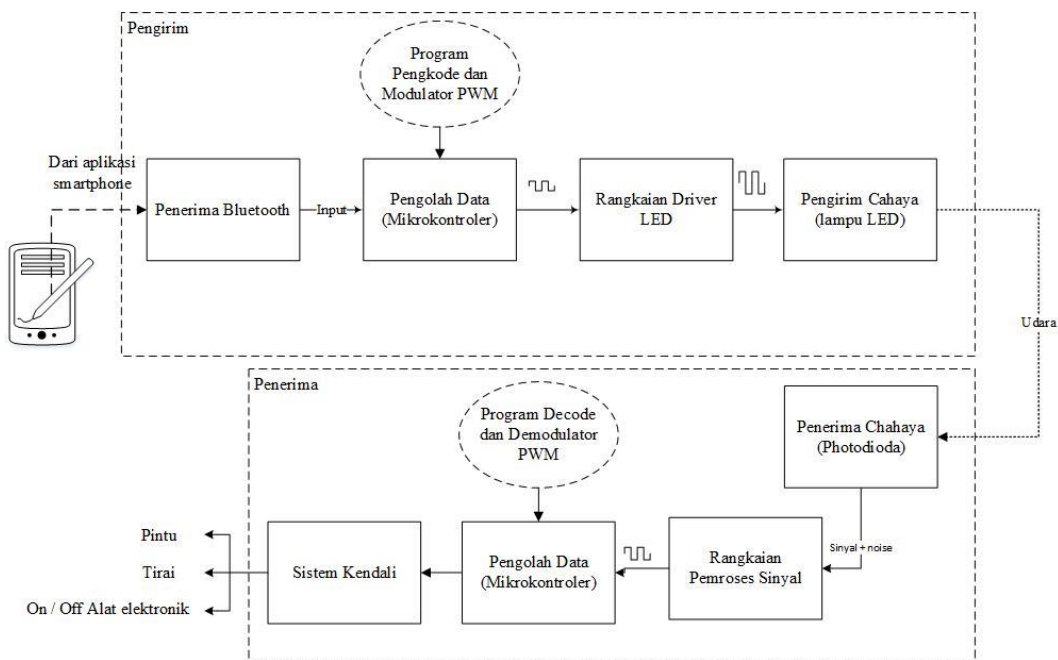 Pengirim
Program
Pengkode dan
Modulator PWM
Dari aplikasi
smartphone
Penerima Bluetooth
Input
Pengolah Data
(Mikrokontroler)
Rangkaian Driver
LED
Pengirim Cahaya
(lampu LED)
Udara
Penerima
Program Decode
dan Demodulator
PWM
Penerima Chahaya
(Photodioda)
Sinyal + noise
Rangkaian
Pemroses Sinyal
Pengolah Data
(Mikrokontroler)
Sistem Kendali
Pintu
Tirai
On / Off Alat elektronik